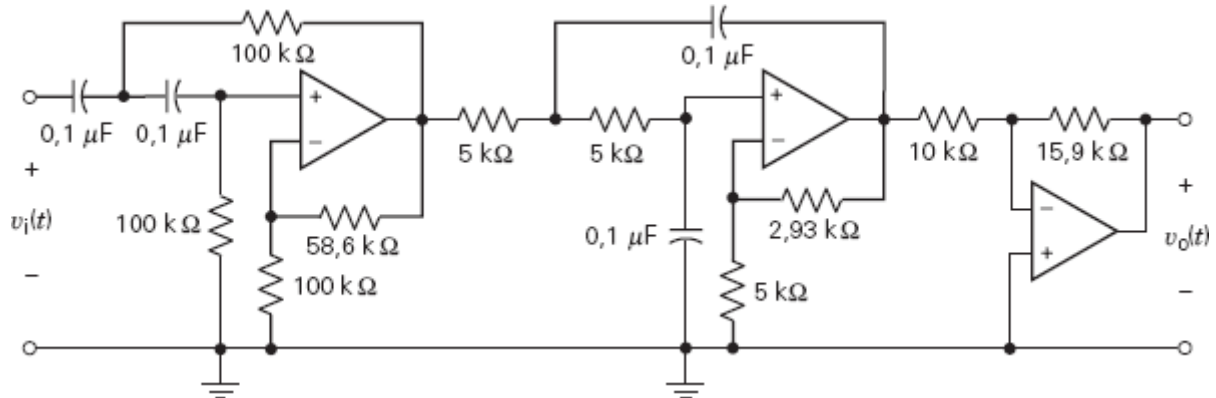 100 kΩ
0,1 μF
0,1 μF
0,1 μF
+
−
5 kΩ
5 kΩ
+
−
10 kΩ
15,9 kΩ
+
vi(t)
−
100 kΩ
58,6 kΩ
100 kΩ
0,1 μF
2,93 kΩ
5 kΩ
−
+
+
vo(t)
−